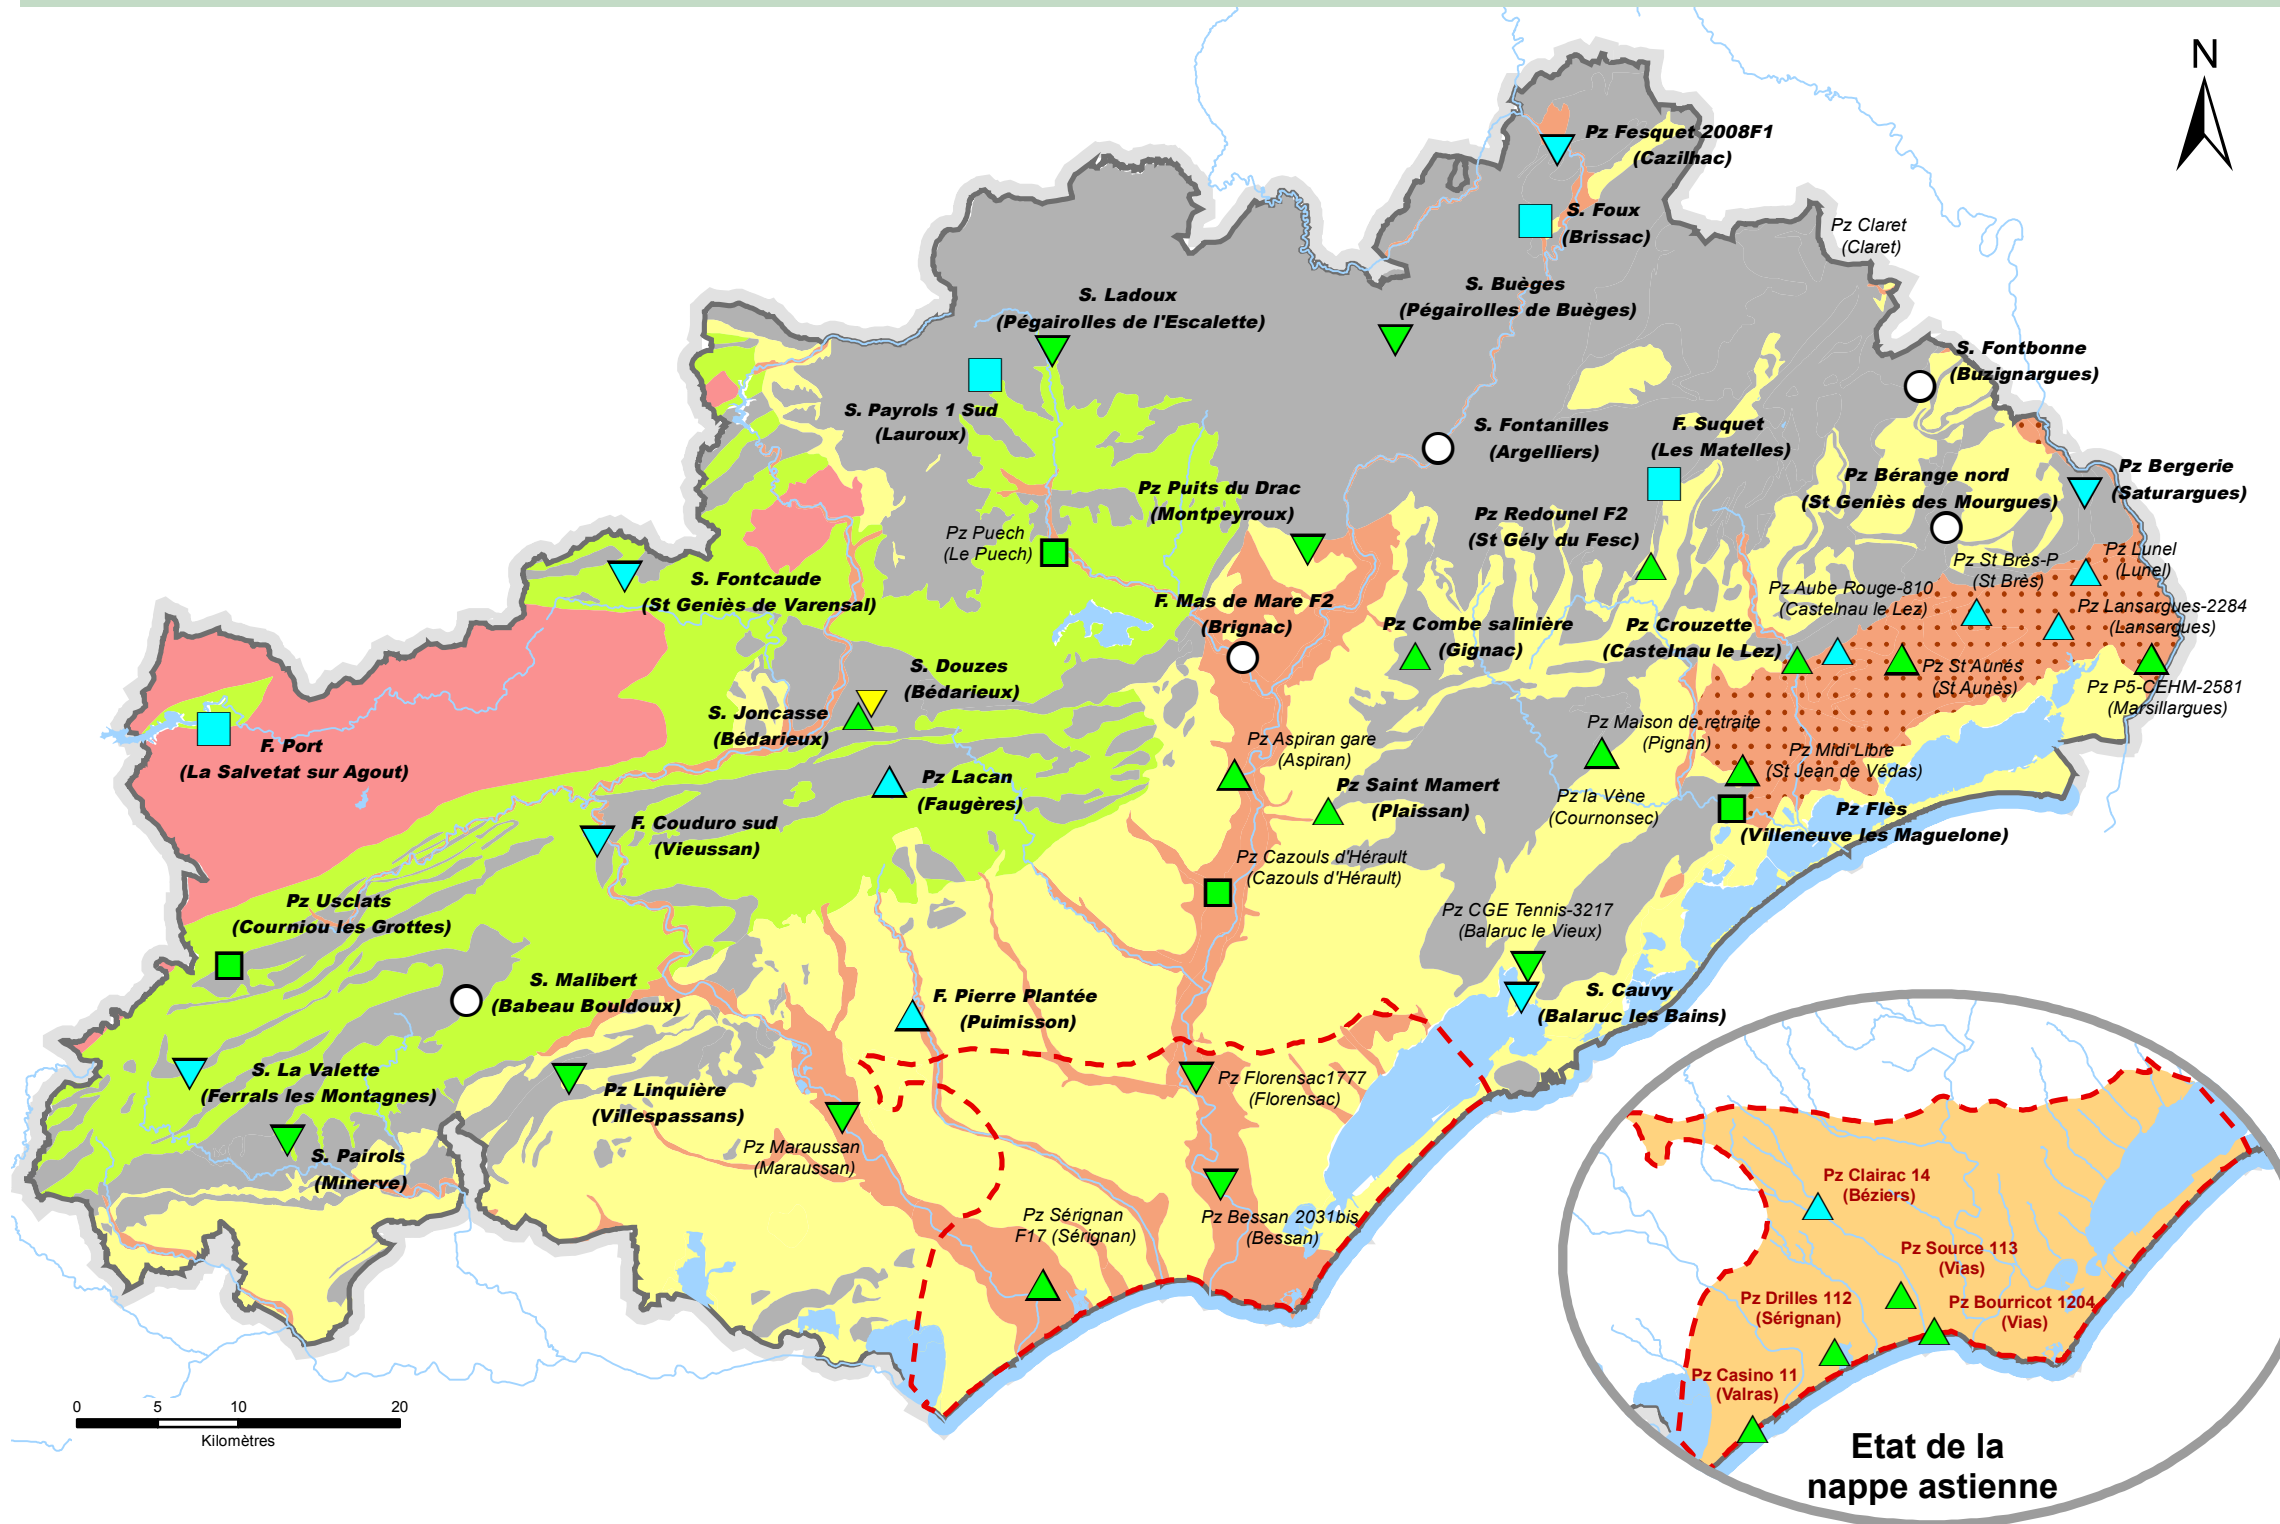 N
Pz Fesquet 2008F1
(Cazilhac)
S. Foux
(Brissac)
Pz Claret
(Claret)
S. Buèges
(Pégairolles de Buèges)
S. Ladoux
(Pégairolles de l'Escalette)
S. Fontbonne
(Buzignargues)
S. Payrols 1 Sud
(Lauroux)
S. Fontanilles
(Argelliers)
F. Suquet
(Les Matelles)
Pz Bérange nord
(St Geniès des Mourgues)
Pz Bergerie
(Saturargues)
Pz Puits du Drac
(Montpeyroux)
Pz Redounel F2
(St Gély du Fesc)
Pz Puech
(Le Puech)
Pz St Brès-P
(St Brès)
Pz Lunel
(Lunel)
S. Fontcaude
(St Geniès de Varensal)
Pz Aube Rouge-810
(Castelnau le Lez)
F. Mas de Mare F2
(Brignac)
Pz Combe salinière
(Gignac)
Pz Crouzette
(Castelnau le Lez)
Pz Lansargues-2284
(Lansargues)
S. Douzes
(Bédarieux)
Pz St Aunés
(St Aunès)
Pz P5-CEHM-2581
(Marsillargues)
S. Joncasse
(Bédarieux)
Pz Maison de retraite
(Pignan)
F. Port
(La Salvetat sur Agout)
Pz Aspiran gare
(Aspiran)
Pz Midi Libre
(St Jean de Védas)
Pz Lacan
(Faugères)
Pz Saint Mamert
(Plaissan)
Pz la Vène
(Cournonsec)
Pz Flès
(Villeneuve les Maguelone)
F. Couduro sud
(Vieussan)
Pz Cazouls d'Hérault
(Cazouls d'Hérault)
Pz Usclats
(Courniou les Grottes)
Pz CGE Tennis-3217
(Balaruc le Vieux)
S. Malibert
(Babeau Bouldoux)
F. Pierre Plantée
(Puimisson)
S. Cauvy
(Balaruc les Bains)
S. La Valette
(Ferrals les Montagnes)
Pz Linquière
(Villespassans)
Pz Florensac1777
(Florensac)
S. Pairols
(Minerve)
Pz Maraussan
(Maraussan)
Pz Sérignan
F17 (Sérignan)
Pz Bessan 2031bis
(Bessan)
Pz Clairac 14
(Béziers)
Pz Source 113
(Vias)
Pz Drilles 112
(Sérignan)
Pz Bourricot 1204
(Vias)
Pz Casino 11
(Valras)
0 5 10 20
Kilomètres
Etat de la
nappe astienne